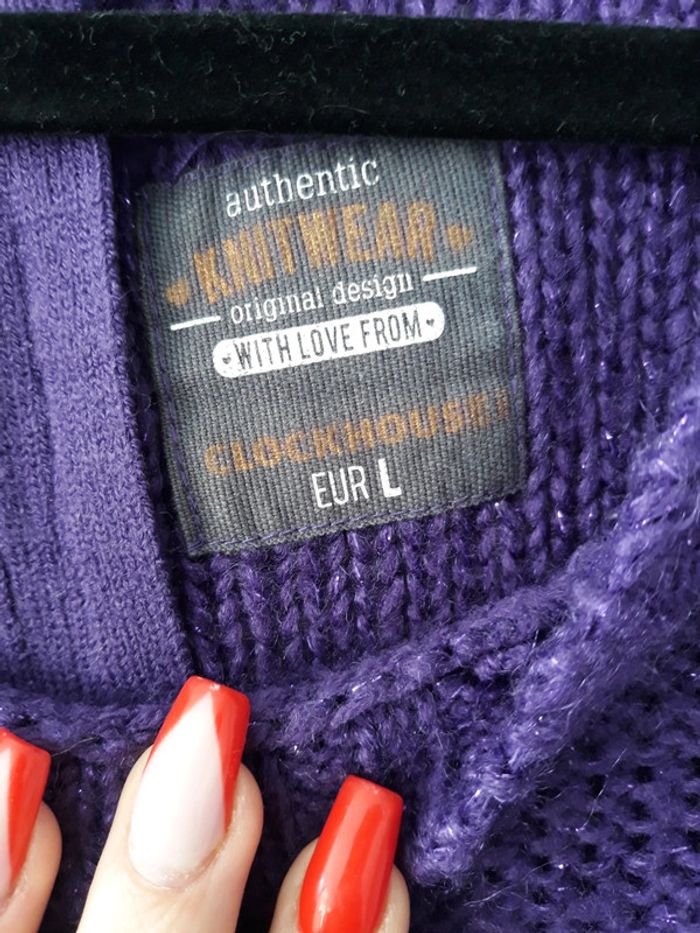 authentic
KNITWEAR
original design
WITH LOVE FROM
CLOCKHOUSE
EUR L